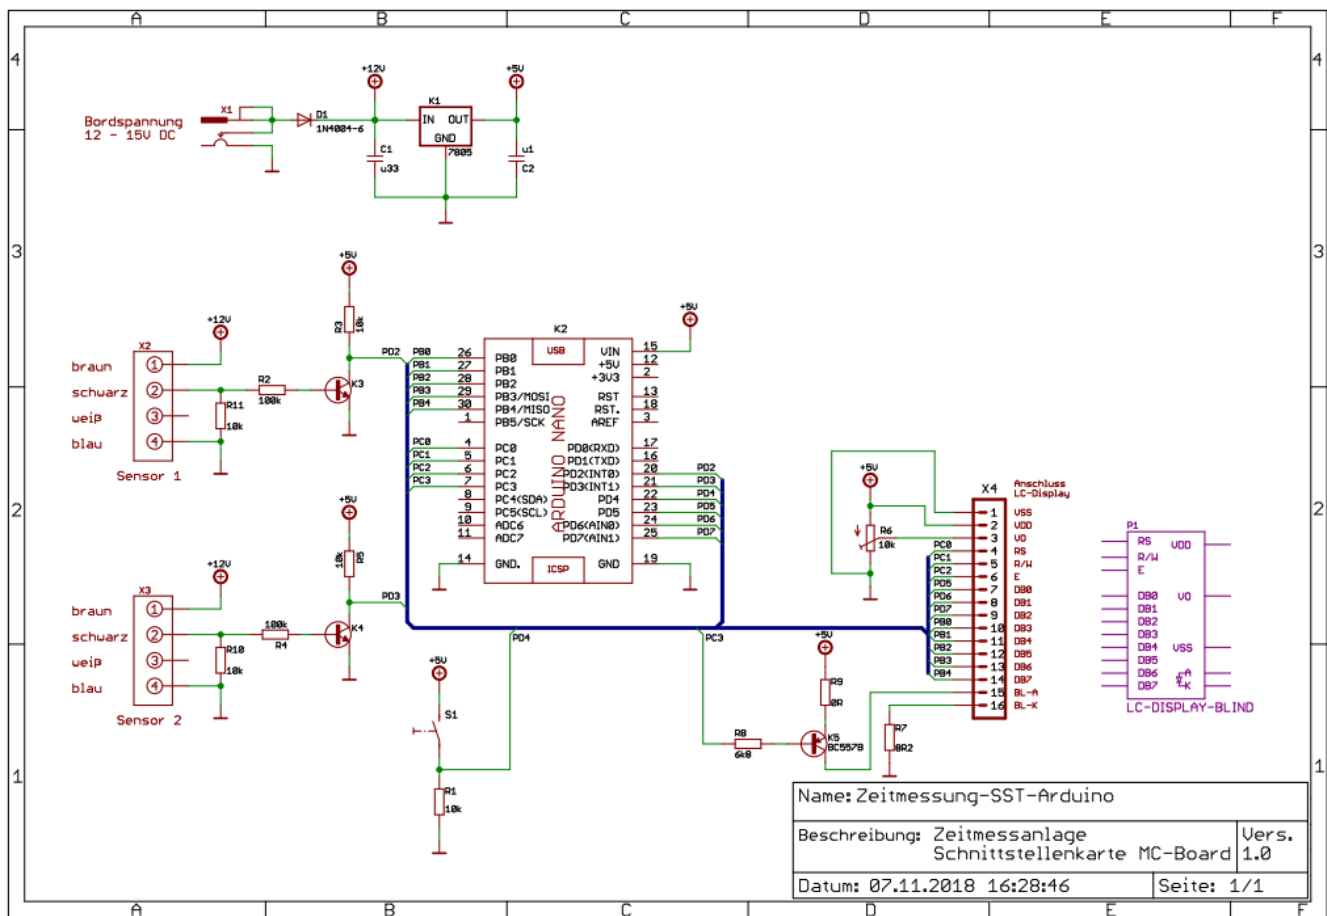 A B C D E F
4 4
3 3
2 2
1 1
A B C D E F
Bordspannung
12 - 15V DC
X1
D1
1N4004-6
+12V
C1
u33
K1
IN OUT
GND
7805
+5V
u1
C2
+12V
X2
braun 1
schwarz 2
weiß 3
blau 4
Sensor 1
R11
10k
R2
100k
+5V
R3
10k
K3
PD2
+12V
X3
braun 1
schwarz 2
weiß 3
blau 4
Sensor 2
R10
10k
100k
R4
+5V
10k
R5
K4
PD3
K2
USB
ARDUINO NANO
ICSP
PB0 26 PB0
PB1 27 PB1
PB2 28 PB2
PB3 29 PB3/MOSI
PB4 30 PB4/MISO
1 PB5/SCK
PC0 4 PC0
PC1 5 PC1
PC2 6 PC2
PC3 7 PC3
8 PC4(SDA)
9 PC5(SCL)
10 ADC6
11 ADC7
14 GND.
+5V
VIN 15
+5V 12
+3V3 2
RST 13
RST. 18
AREF 3
PD0(RXD) 17
PD1(TXD) 16
PD2(INT0) 20 PD2
PD3(INT1) 21 PD3
PD4 22 PD4
PD5 23 PD5
PD6(AIN0) 24 PD6
PD7(AIN1) 25 PD7
GND 19
+5V
S1
R1
10k
PD4
PC3
R8
6k8
+5V
R9
0R
K5
BC557B
R7
8R2
+5V
R6
10k
X4
Anschluss
LC-Display
1 VSS
2 VDD
3 VO
PC0 4 RS
PC1 5 R/W
PC2 6 E
PD5 7 DB0
PD6 8 DB1
PD7 9 DB2
PB0 10 DB3
PB1 11 DB4
PB2 12 DB5
PB3 13 DB6
PB4 14 DB7
15 BL-A
16 BL-K
P1
RS VDD
R/W
E
DB0 VO
DB1
DB2
DB3
DB4 VSS
DB5
DB6 A
DB7 K
LC-DISPLAY-BLIND
Name: Zeitmessung-SST-Arduino
Beschreibung: Zeitmessanlage Vers.
Schnittstellenkarte MC-Board 1.0
Datum: 07.11.2018 16:28:46 Seite: 1/1